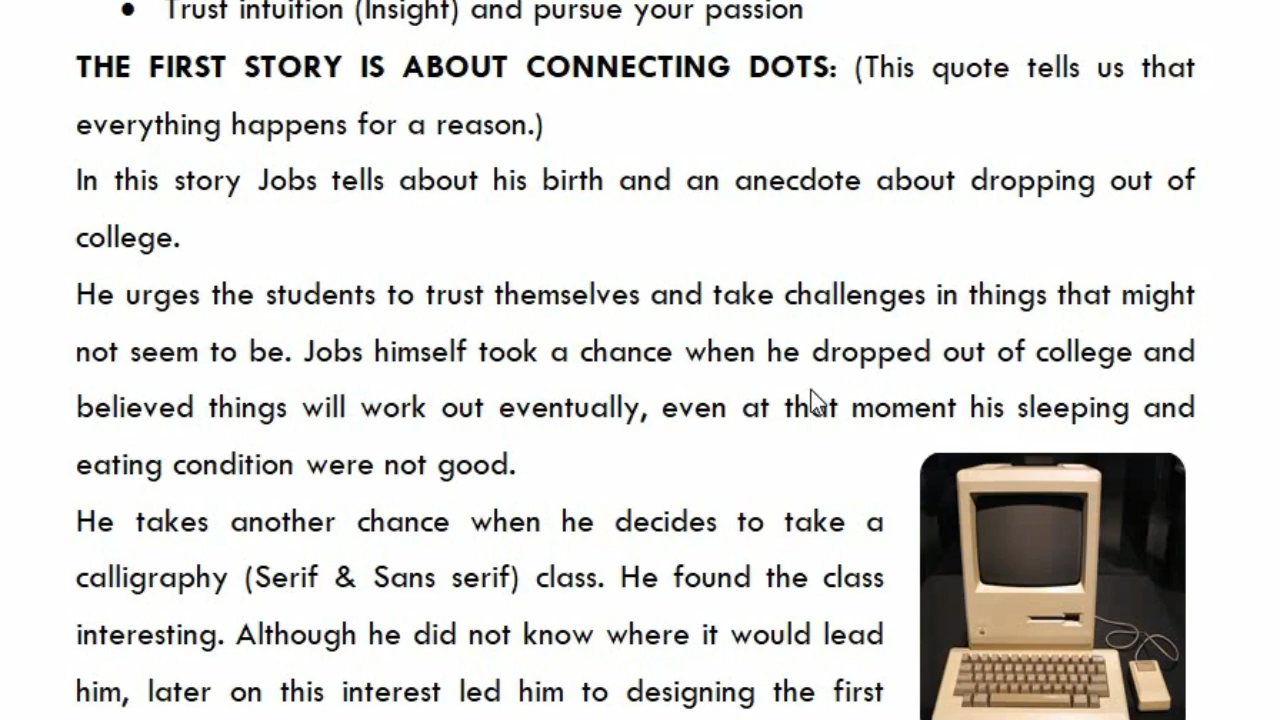 • Trust intuition (Insight) and pursue your passion
THE FIRST STORY IS ABOUT CONNECTING DOTS: (This quote tells us that
everything happens for a reason.)
In this story Jobs tells about his birth and an anecdote about dropping out of
college.
He urges the students to trust themselves and take challenges in things that might
not seem to be. Jobs himself took a chance when he dropped out of college and
believed things will work out eventually, even at that moment his sleeping and
eating condition were not good.
He takes another chance when he decides to take a
calligraphy (Serif & Sans serif) class. He found the class
interesting. Although he did not know where it would lead
him, later on this interest led him to designing the first